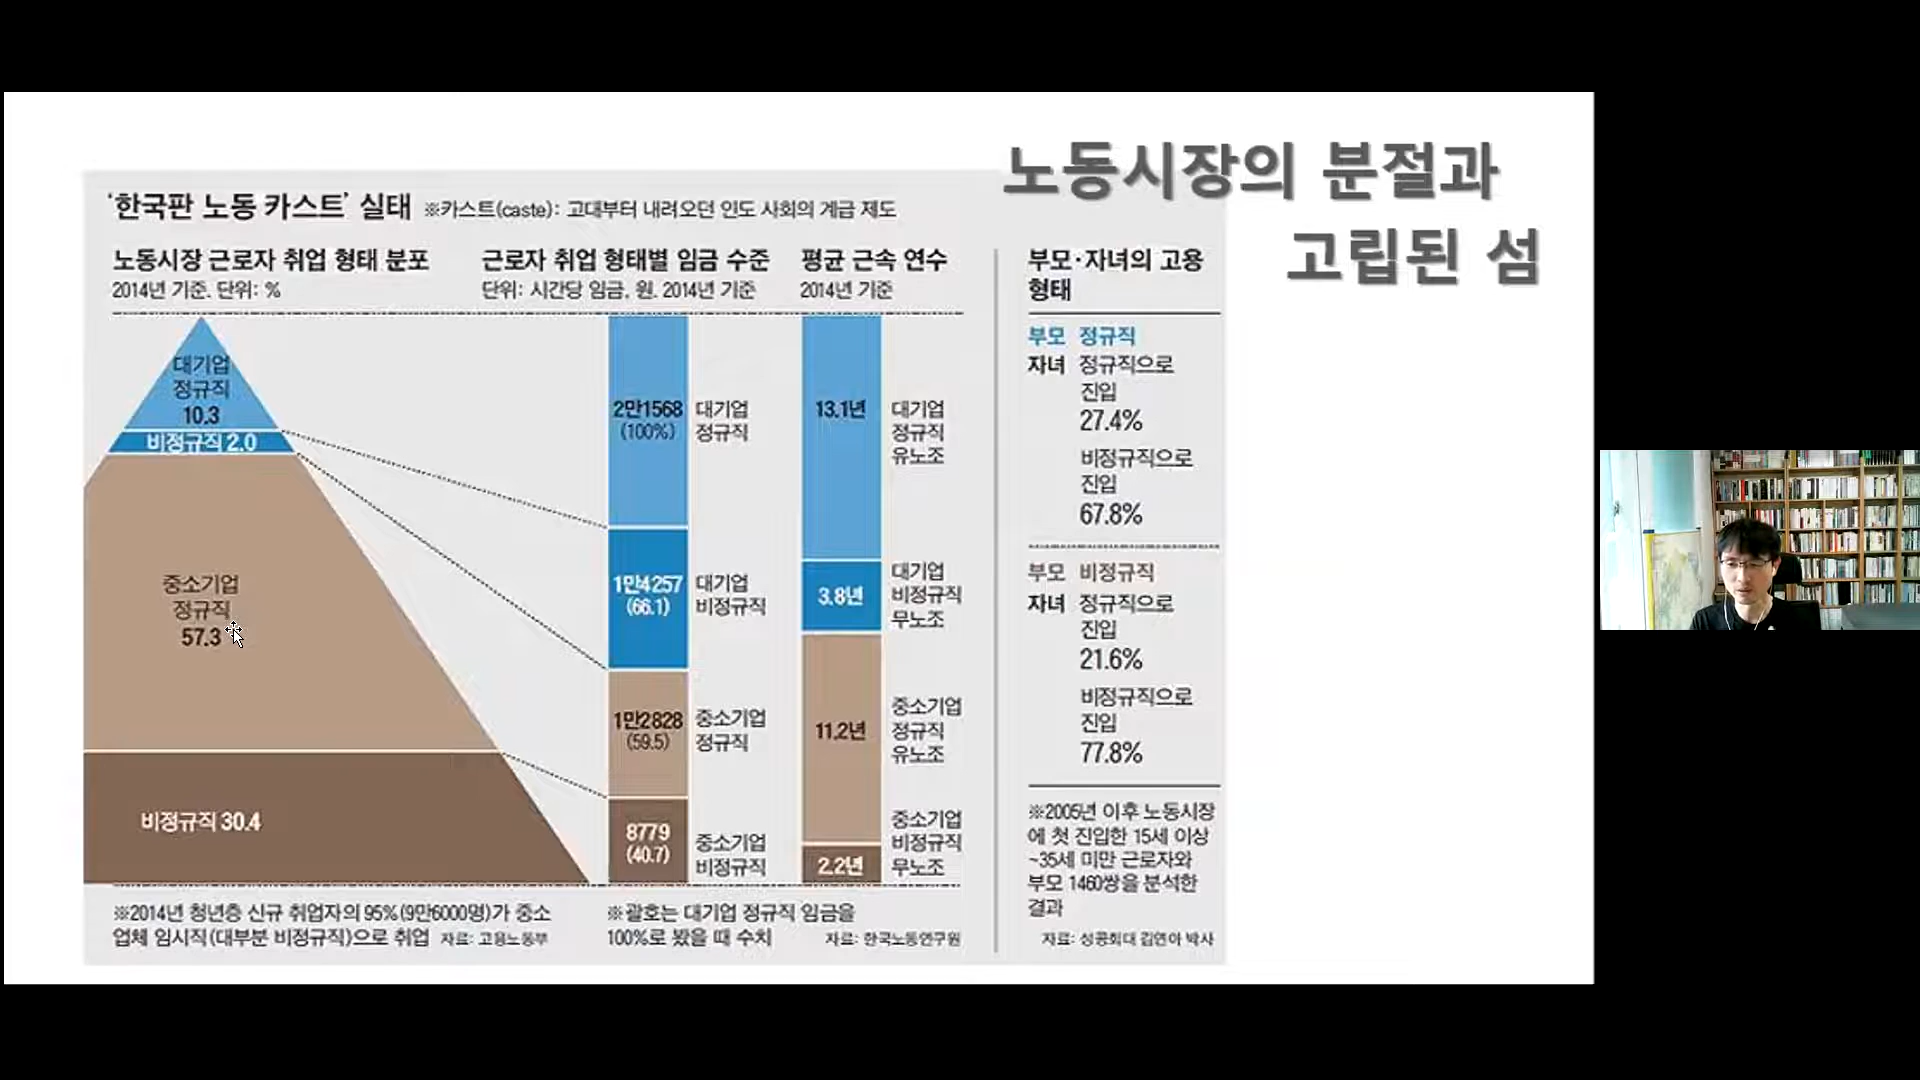 노동시장의 분절과
고립된 섬
‘한국판 노동 카스트’ 실태 ※카스트(caste): 고대부터 내려오던 인도 사회의 계급 제도
노동시장 근로자 취업 형태 분포
2014년 기준. 단위: %
대기업
정규직
10.3
비정규직 2.0
중소기업
정규직
57.3
비정규직 30.4
※2014년 청년층 신규 취업자의 95%(9만6000명)가 중소
업체 임시직(대부분 비정규직)으로 취업 자료: 고용노동부
근로자 취업 형태별 임금 수준
단위: 시간당 임금, 원. 2014년 기준
2만1568
(100%)
대기업
정규직
1만4257
(66.1)
대기업
비정규직
1만2828
(59.5)
중소기업
정규직
8779
(40.7)
중소기업
비정규직
※괄호는 대기업 정규직 임금을
100%로 봤을 때 수치 자료: 한국노동연구원
평균 근속 연수
2014년 기준
13.1년
대기업
정규직
유노조
3.8년
대기업
비정규직
무노조
11.2년
중소기업
정규직
유노조
2.2년
중소기업
비정규직
무노조
부모·자녀의 고용
형태
부모 정규직
자녀 정규직으로
진입
27.4%
비정규직으로
진입
67.8%
부모 비정규직
자녀 정규직으로
진입
21.6%
비정규직으로
진입
77.8%
※2005년 이후 노동시장
에 첫 진입한 15세 이상
~35세 미만 근로자와
부모 1460쌍을 분석한
결과
자료: 성공회대 김연아 박사